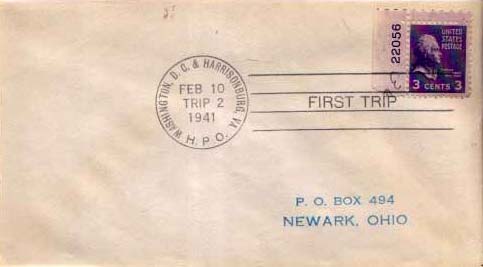 WASHINGTON, D. C. & HARRISONBURG, VA
FEB 10
TRIP 2
1941
H. P. O.
FIRST TRIP
22056
UNITED
STATES
POSTAGE
3 CENTS 3
P. O. BOX 494
NEWARK, OHIO